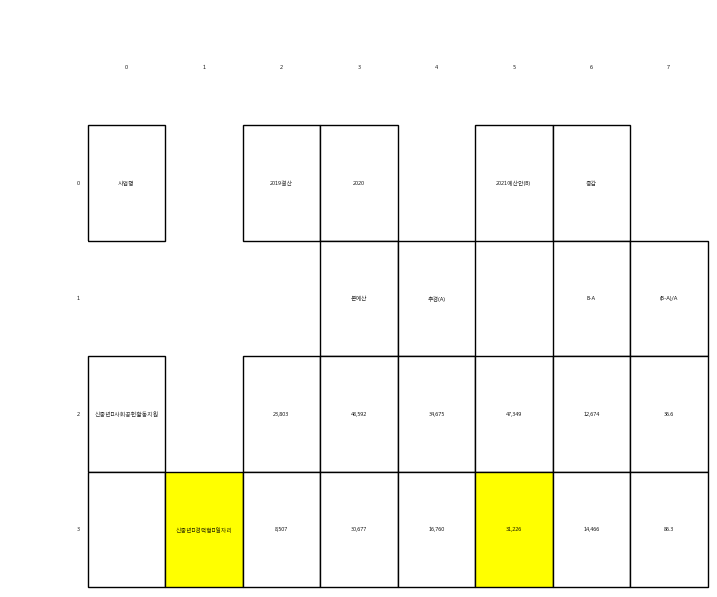 0 1 2 3 4 5 6 7
0 사업명 2019결산 2020 2021예산안(B) 증감
1 본예산 추경(A) B-A (B-A)/A
2 신중년□사회공헌활동지원 23,803 46,592 34,675 47,349 12,674 36.6
3 신중년□경력형□일자리 8,507 30,677 16,760 31,226 14,466 86.3